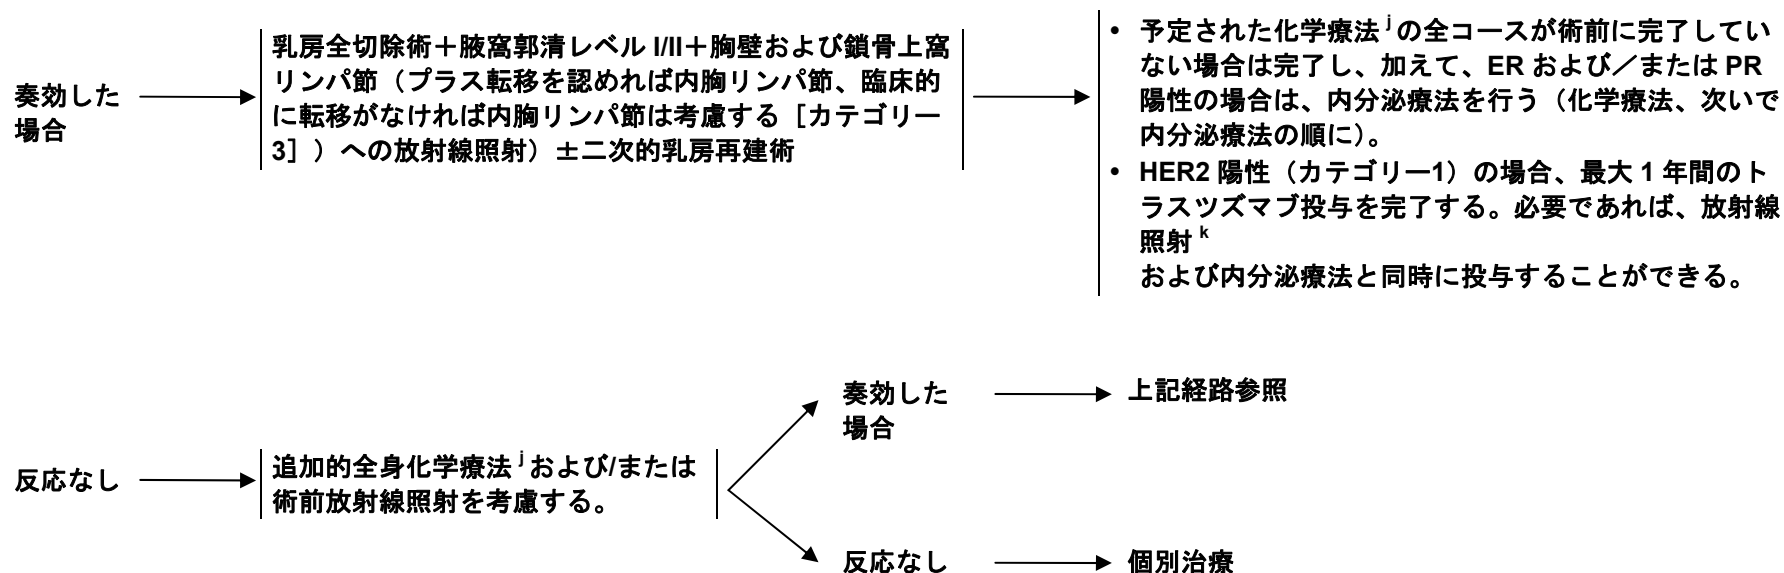 奏効した
場合
乳房全切除術＋腋窩郭清レベル I/II＋胸壁および鎖骨上窩
リンパ節（プラス転移を認めれば内胸リンパ節、臨床的
に転移がなければ内胸リンパ節は考慮する［カテゴリー
3］）への放射線照射）±二次的乳房再建術
• 予定された化学療法 j の全コースが術前に完了してい
ない場合は完了し、加えて、ER および／または PR
陽性の場合は、内分泌療法を行う（化学療法、次いで
内分泌療法の順に）。
• HER2 陽性（カテゴリー1）の場合、最大 1 年間のト
ラスツズマブ投与を完了する。必要であれば、放射線
照射 k
および内分泌療法と同時に投与することができる。
反応なし
追加的全身化学療法 j および/または
術前放射線照射を考慮する。
奏効した
場合
上記経路参照
反応なし
個別治療